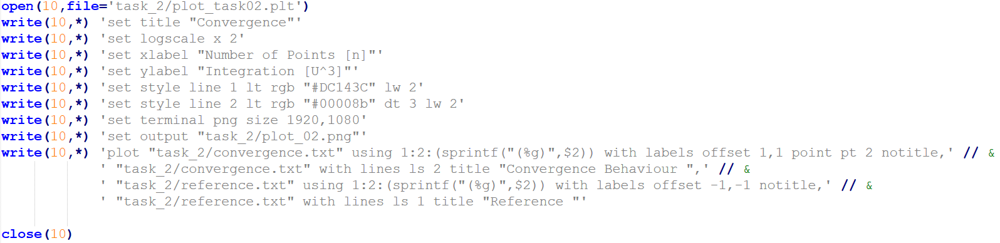 open(10,file='task_2/plot_task02.plt')
write(10,*) 'set title "Convergence"'
write(10,*) 'set logscale x 2'
write(10,*) 'set xlabel "Number of Points [n]"'
write(10,*) 'set ylabel "Integration [U^3]"'
write(10,*) 'set style line 1 lt rgb "#DC143C" lw 2'
write(10,*) 'set style line 2 lt rgb "#00008b" dt 3 lw 2'
write(10,*) 'set terminal png size 1920,1080'
write(10,*) 'set output "task_2/plot_02.png"'
write(10,*) 'plot "task_2/convergence.txt" using 1:2:(sprintf("(%g)",$2)) with labels offset 1,1 point pt 2 notitle,' // &
' "task_2/convergence.txt" with lines ls 2 title "Convergence Behaviour ",' // &
' "task_2/reference.txt" using 1:2:(sprintf("(%g)",$2)) with labels offset -1,-1 notitle,' // &
' "task_2/reference.txt" with lines ls 1 title "Reference "'
close(10)